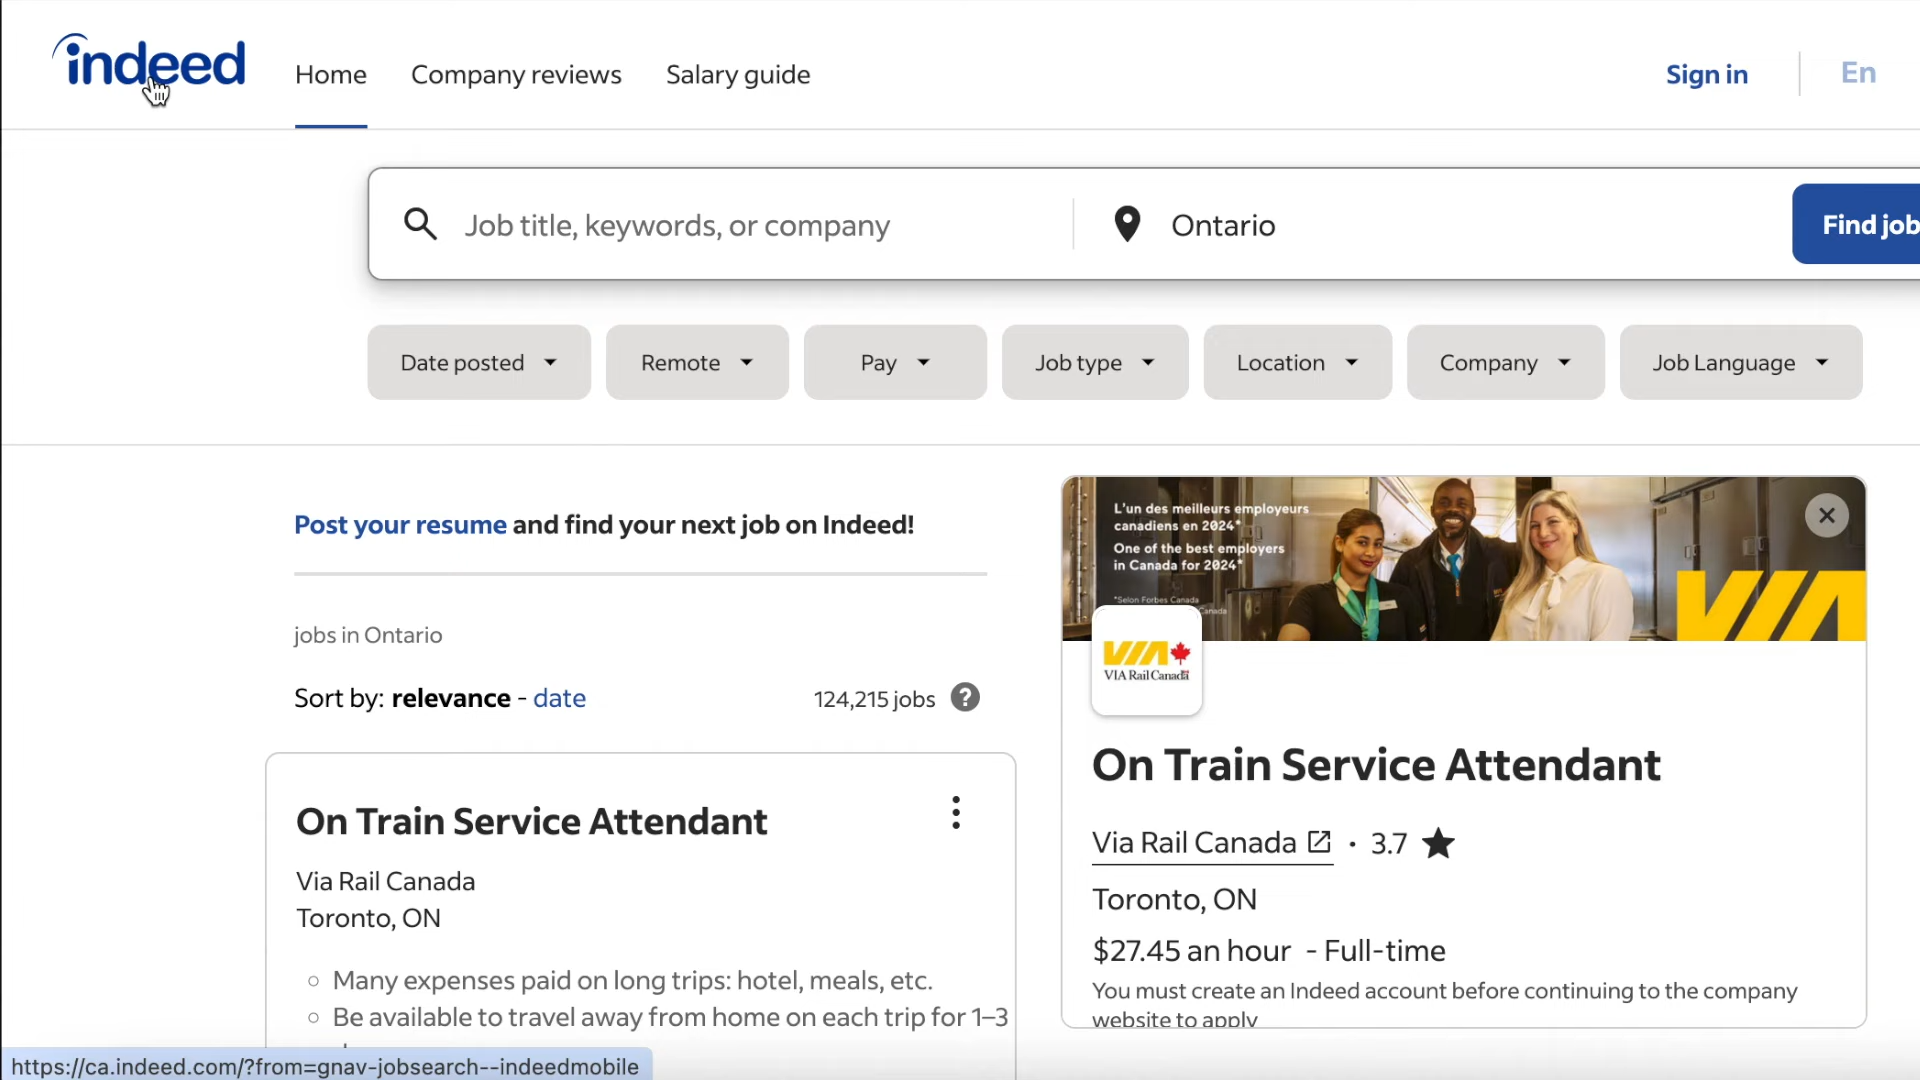 indeed
Home
Company reviews
Salary guide
Sign in
En
Job title, keywords, or company
Ontario
Find job
Date posted
Remote
Pay
Job type
Location
Company
Job Language
Post your resume and find your next job on Indeed!
jobs in Ontario
Sort by: relevance - date
124,215 jobs
?
On Train Service Attendant
Via Rail Canada
Toronto, ON
Many expenses paid on long trips: hotel, meals, etc.
Be available to travel away from home on each trip for 1–3
L'un des meilleurs employeurs
canadiens en 2024*
One of the best employers
in Canada for 2024*
*Selon Forbes Canada
Canada
VIA
VIA
VIA Rail Canada
On Train Service Attendant
Via Rail Canada · 3.7
Toronto, ON
$27.45 an hour - Full-time
You must create an Indeed account before continuing to the company
website to apply
https://ca.indeed.com/?from=gnav-jobsearch--indeedmobile